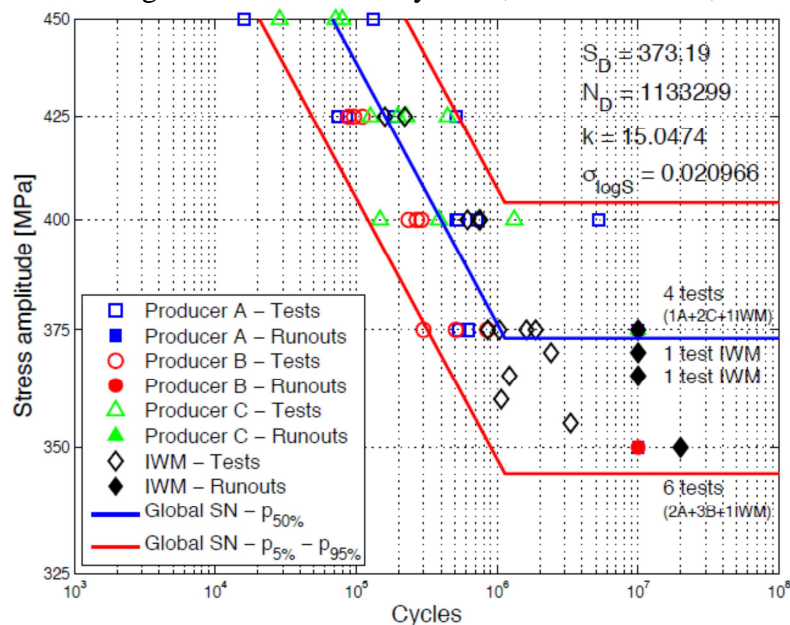 450
425
400
375
350
325
Stress amplitude [MPa]
S_D = 373.19
N_D = 1133299
k = 15.0474
σ_logS = 0.020966
4 tests
(1A+2C+1IWM)
1 test IWM
1 test IWM
6 tests
(2A+3B+1IWM)
Producer A – Tests
Producer A – Runouts
Producer B – Tests
Producer B – Runouts
Producer C – Tests
Producer C – Runouts
IWM – Tests
IWM – Runouts
Global SN – p_50%
Global SN – p_5% – p_95%
10^3 10^4 10^5 10^6 10^7 10^8
Cycles